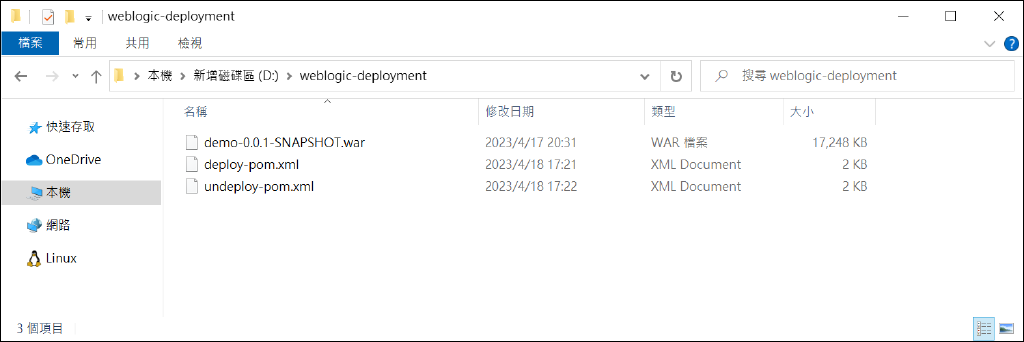 weblogic-deployment
檔案 常用 共用 檢視
本機 新增磁碟區 (D:) weblogic-deployment 搜尋 weblogic-deployment
名稱 修改日期 類型 大小
快速存取
OneDrive
本機
網路
Linux
demo-0.0.1-SNAPSHOT.war 2023/4/17 20:31 WAR 檔案 17,248 KB
deploy-pom.xml 2023/4/18 17:21 XML Document 2 KB
undeploy-pom.xml 2023/4/18 17:22 XML Document 2 KB
3 個項目